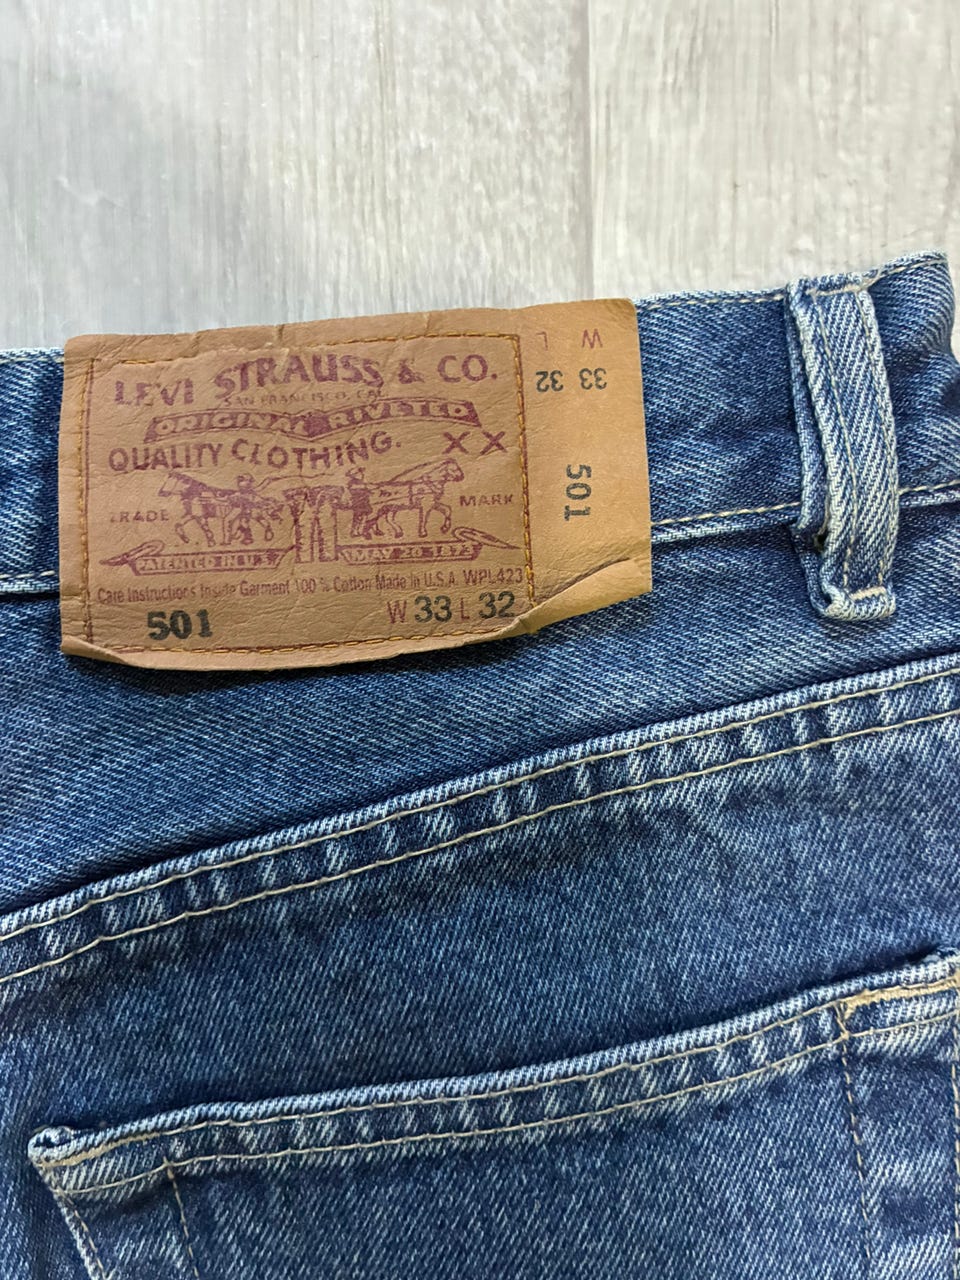 LEVI STRAUSS & CO.
SAN FRANCISCO, CAL.
ORIGINAL RIVETED
QUALITY CLOTHING.
XX
TRADE MARK
PATENTED IN U.S. MAY 20 1873
Care Instructions Inside Garment 100% Cotton Made in U.S.A. WPL423
501 W 33 L 32
W L
33 32
501